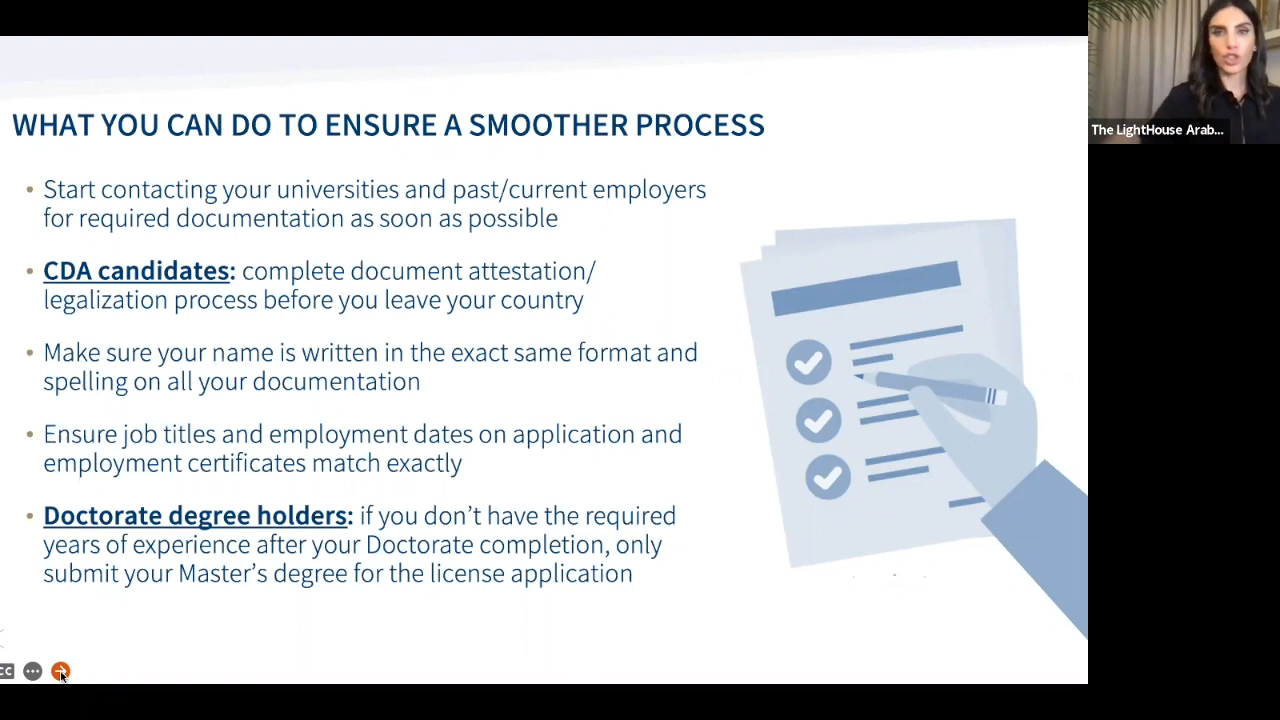 WHAT YOU CAN DO TO ENSURE A SMOOTHER PROCESS
• Start contacting your universities and past/current employers
for required documentation as soon as possible
• CDA candidates: complete document attestation/
legalization process before you leave your country
• Make sure your name is written in the exact same format and
spelling on all your documentation
• Ensure job titles and employment dates on application and
employment certificates match exactly
• Doctorate degree holders: if you don't have the required
years of experience after your Doctorate completion, only
submit your Master's degree for the license application
The LightHouse Arab...
CC